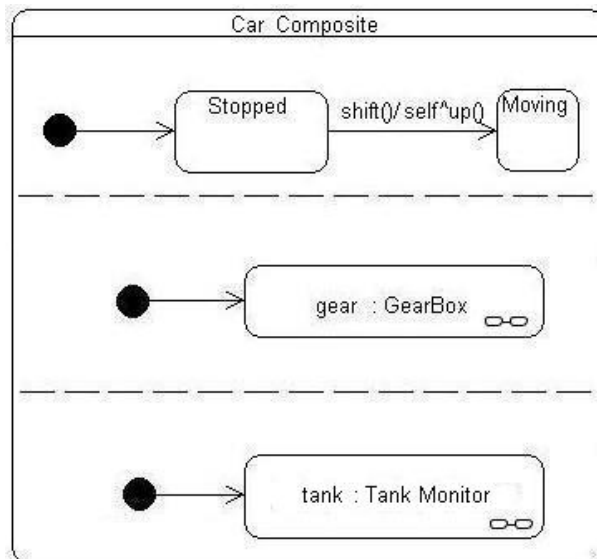 Car Composite
Stopped
shift()/ self^up()
Moving
gear : GearBox
tank : Tank Monitor